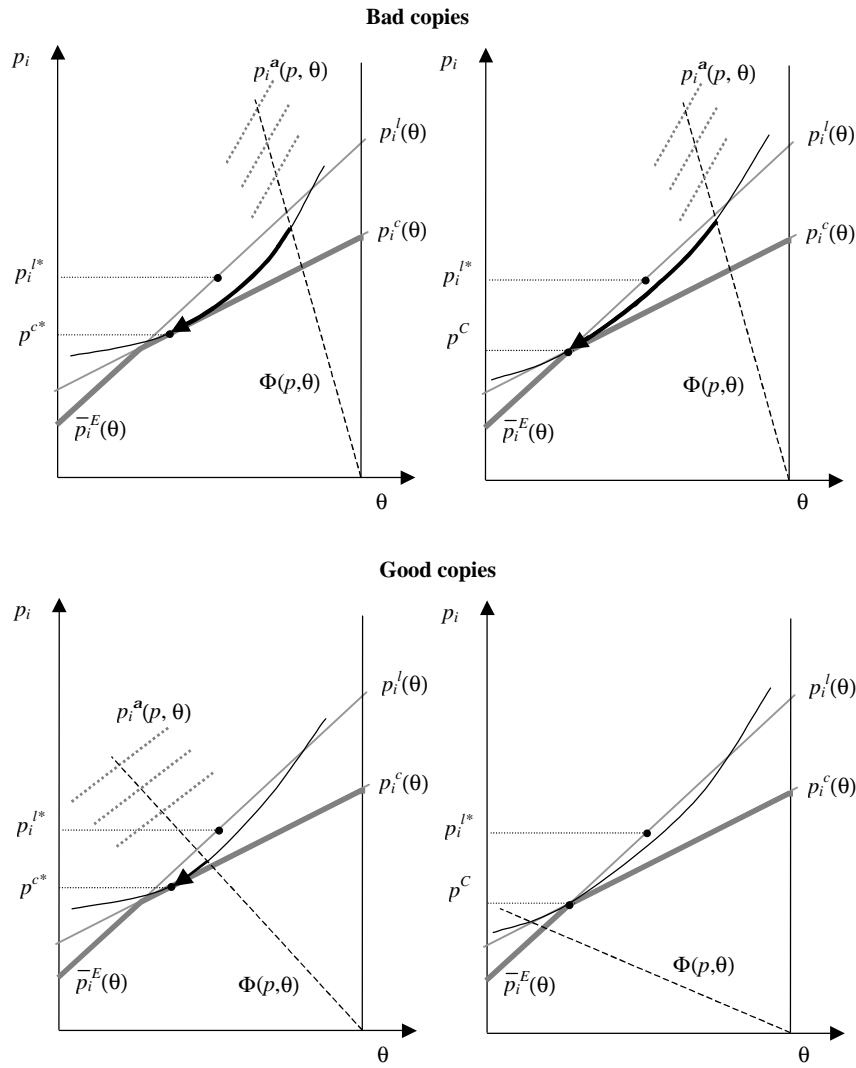 Bad copies
p_i
p_i^a(p, θ)
p_i^l(θ)
p_i^c(θ)
p_i^{l*}
p^{c*}
Φ(p,θ)
p̅_i^E(θ)
θ
p_i
p_i^a(p, θ)
p_i^l(θ)
p_i^c(θ)
p_i^{l*}
p^C
Φ(p,θ)
p̅_i^E(θ)
θ
Good copies
p_i
p_i^a(p, θ)
p_i^l(θ)
p_i^c(θ)
p_i^{l*}
p^{c*}
Φ(p,θ)
p̅_i^E(θ)
θ
p_i
p_i^l(θ)
p_i^c(θ)
p_i^{l*}
p^C
Φ(p,θ)
p̅_i^E(θ)
θ